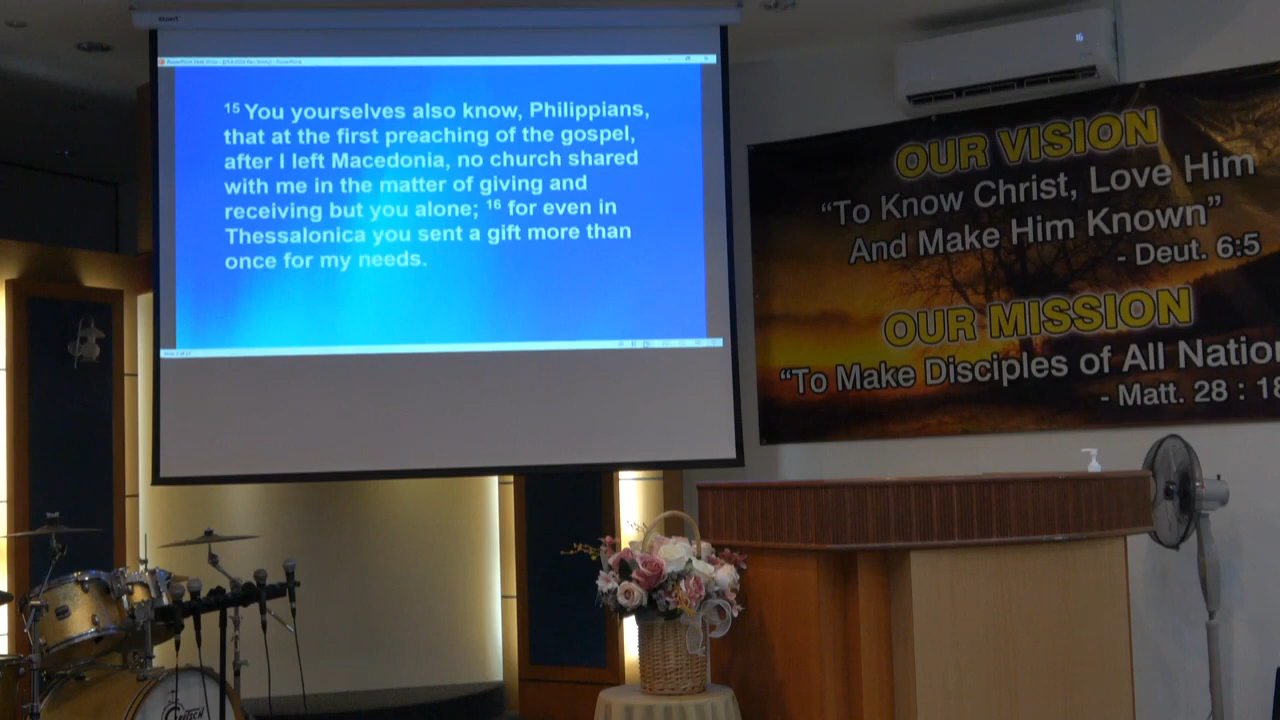 ¹⁵ You yourselves also know, Philippians,
that at the first preaching of the gospel,
after I left Macedonia, no church shared
with me in the matter of giving and
receiving but you alone; ¹⁶ for even in
Thessalonica you sent a gift more than
once for my needs.
16
OUR VISION
“To Know Christ, Love Him
And Make Him Known”
- Deut. 6:5
OUR MISSION
“To Make Disciples of All Natio
- Matt. 28 : 18
GRETSCH